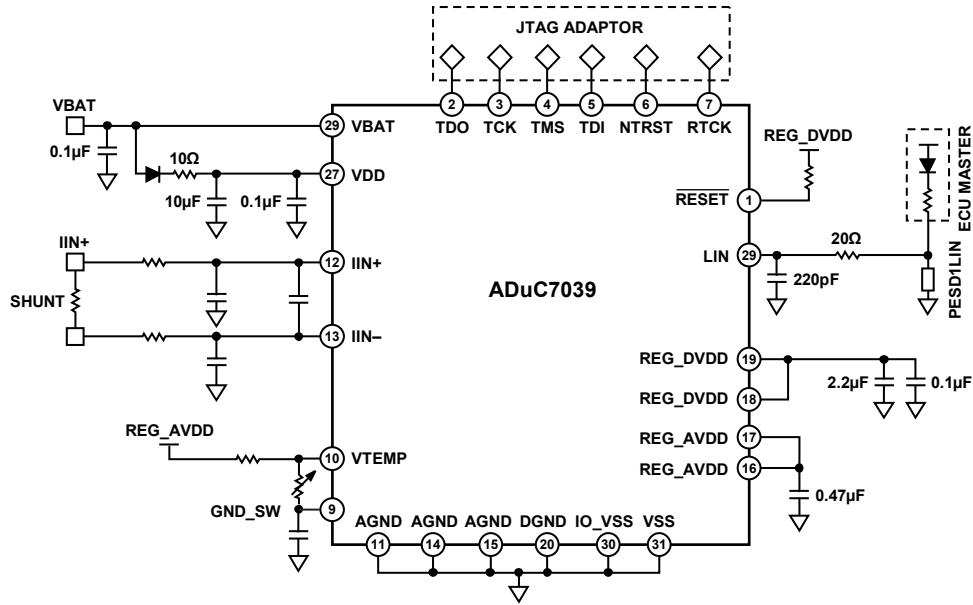 JTAG ADAPTOR
2 3 4 5 6 7
TDO TCK TMS TDI NTRST RTCK
VBAT
0.1µF
29 VBAT
10Ω
27 VDD
10µF 0.1µF
IIN+
12 IIN+
SHUNT
13 IIN–
REG_AVDD
10 VTEMP
GND_SW
9
ADuC7039
REG_DVDD
RESET 1
LIN 29
20Ω
220pF
ECU MASTER
PESD1LIN
REG_DVDD 19
REG_DVDD 18
2.2µF 0.1µF
REG_AVDD 17
REG_AVDD 16
0.47µF
AGND AGND AGND DGND IO_VSS VSS
11 14 15 20 30 31